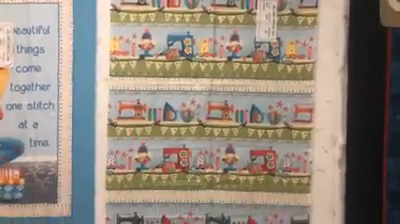 Beautiful
things
come
together
one stitch
at a
time